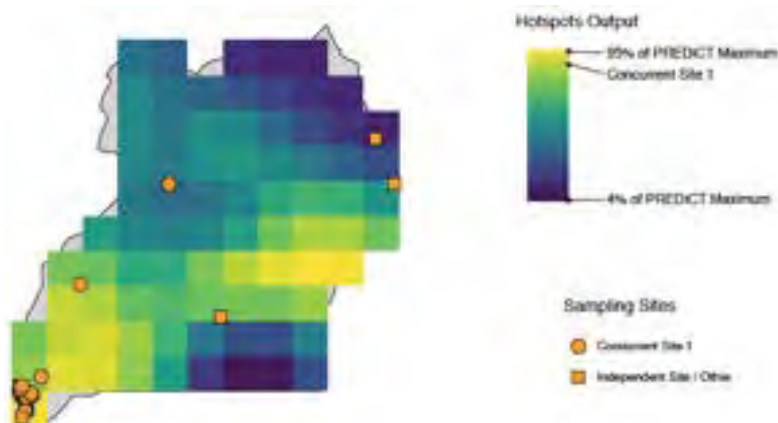 Hotspots Output
95% of PREDICT Maximum
Concurrent Site 1
4% of PREDICT Maximum
Sampling Sites
Concurrent Site 1
Independent Site /